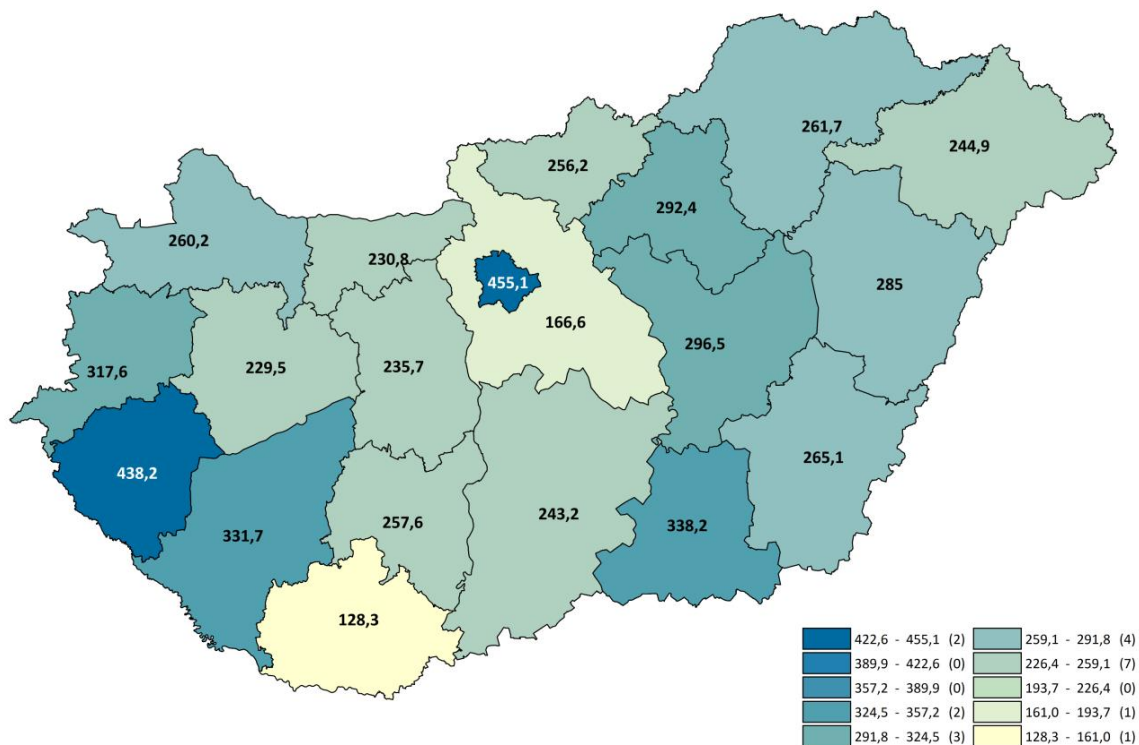 261,7
244,9
256,2
292,4
260,2
230,8
455,1
285
166,6
296,5
317,6
229,5
235,7
265,1
438,2
243,2
338,2
331,7
257,6
128,3
422,6 - 455,1 (2)
389,9 - 422,6 (0)
357,2 - 389,9 (0)
324,5 - 357,2 (2)
291,8 - 324,5 (3)
259,1 - 291,8 (4)
226,4 - 259,1 (7)
193,7 - 226,4 (0)
161,0 - 193,7 (1)
128,3 - 161,0 (1)